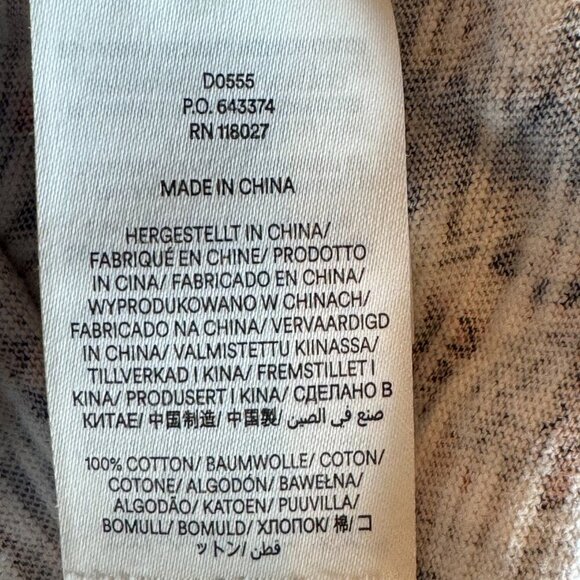 D0555
P.O. 643374
RN 118027
MADE IN CHINA
HERGESTELLT IN CHINA/
FABRIQUÉ EN CHINE/ PRODOTTO
IN CINA/ FABRICADO EN CHINA/
WYPRODUKOWANO W CHINACH/
FABRICADO NA CHINA/ VERVAARDIGD
IN CHINA/ VALMISTETTU KIINASSA/
TILLVERKAD I KINA/ FREMSTILLET I
KINA/ PRODUSERT I KINA/ СДЕЛАНО В
КИТАЕ/ 中国制造/ 中国製/ صنع في الصين
100% COTTON/ BAUMWOLLE/ COTON/
COTONE/ ALGODÓN/ BAWEŁNA/
ALGODÃO/ KATOEN/ PUUVILLA/
BOMULL/ BOMULD/ ХЛОПОК/ 棉/ コ
ットン/ قطن/